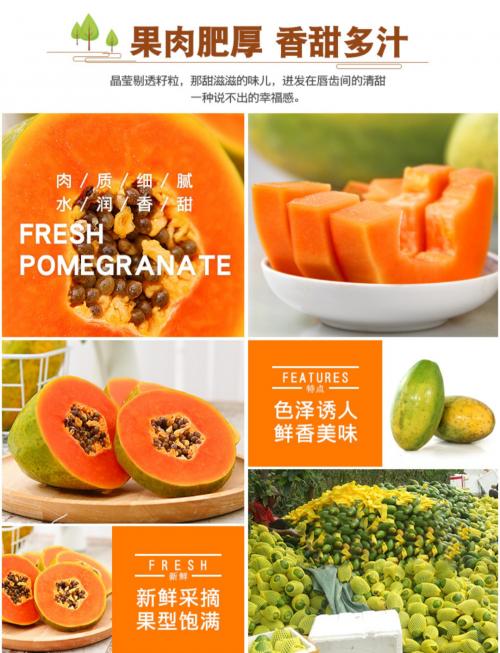 果肉肥厚 香甜多汁
晶莹剔透籽粒，那甜滋滋的味儿，迸发在唇齿间的清甜
一种说不出的幸福感。
肉/质/细/腻
水/润/香/甜
FRESH
POMEGRANATE
FEATURES
特点
色泽诱人
鲜香美味
FRESH
新鲜
新鲜采摘
果型饱满